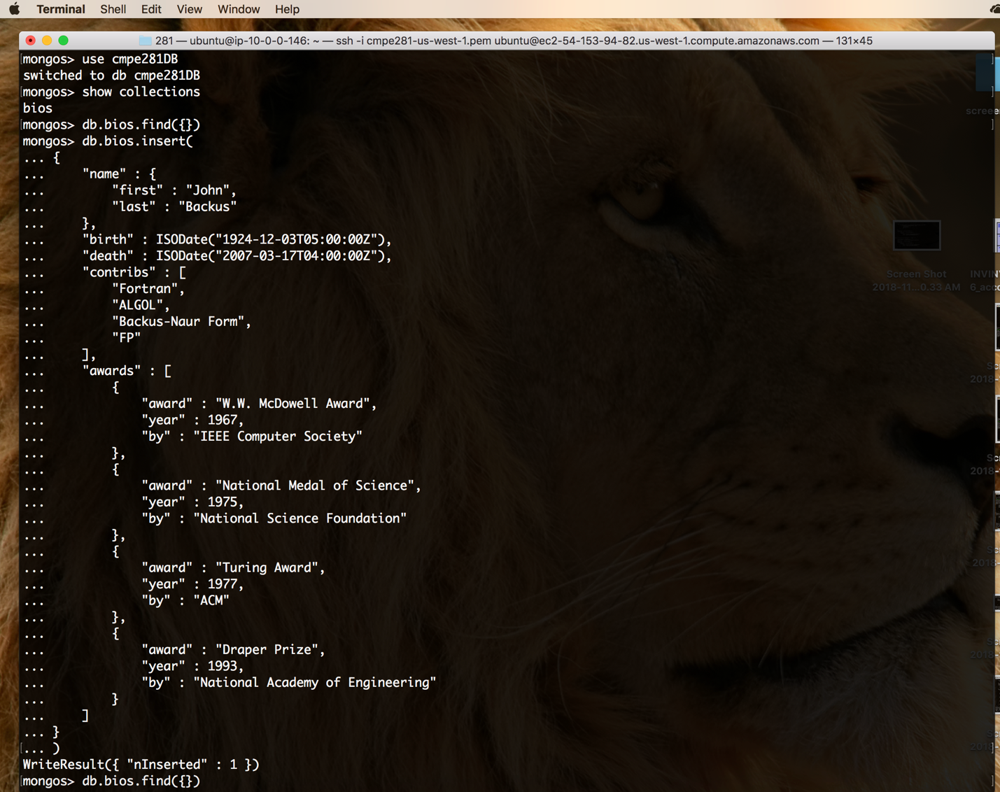 Terminal Shell Edit View Window Help
281 — ubuntu@ip-10-0-0-146: ~ — ssh -i cmpe281-us-west-1.pem ubuntu@ec2-54-153-94-82.us-west-1.compute.amazonaws.com — 131×45
[mongos> use cmpe281DB ]
switched to db cmpe281DB
[mongos> show collections ]
bios
[mongos> db.bios.find({}) ]
mongos> db.bios.insert(
... {
...     "name" : {
...         "first" : "John",
...         "last" : "Backus"
...     },
...     "birth" : ISODate("1924-12-03T05:00:00Z"),
...     "death" : ISODate("2007-03-17T04:00:00Z"),
...     "contribs" : [
...         "Fortran",
...         "ALGOL",
...         "Backus-Naur Form",
...         "FP"
...     ],
...     "awards" : [
...         {
...             "award" : "W.W. McDowell Award",
...             "year" : 1967,
...             "by" : "IEEE Computer Society"
...         },
...         {
...             "award" : "National Medal of Science",
...             "year" : 1975,
...             "by" : "National Science Foundation"
...         },
...         {
...             "award" : "Turing Award",
...             "year" : 1977,
...             "by" : "ACM"
...         },
...         {
...             "award" : "Draper Prize",
...             "year" : 1993,
...             "by" : "National Academy of Engineering"
...         }
...     ]
... }
[... ) ]
WriteResult({ "nInserted" : 1 })
[mongos> db.bios.find({}) ]
Screen Shot
2018-11...0.33 AM